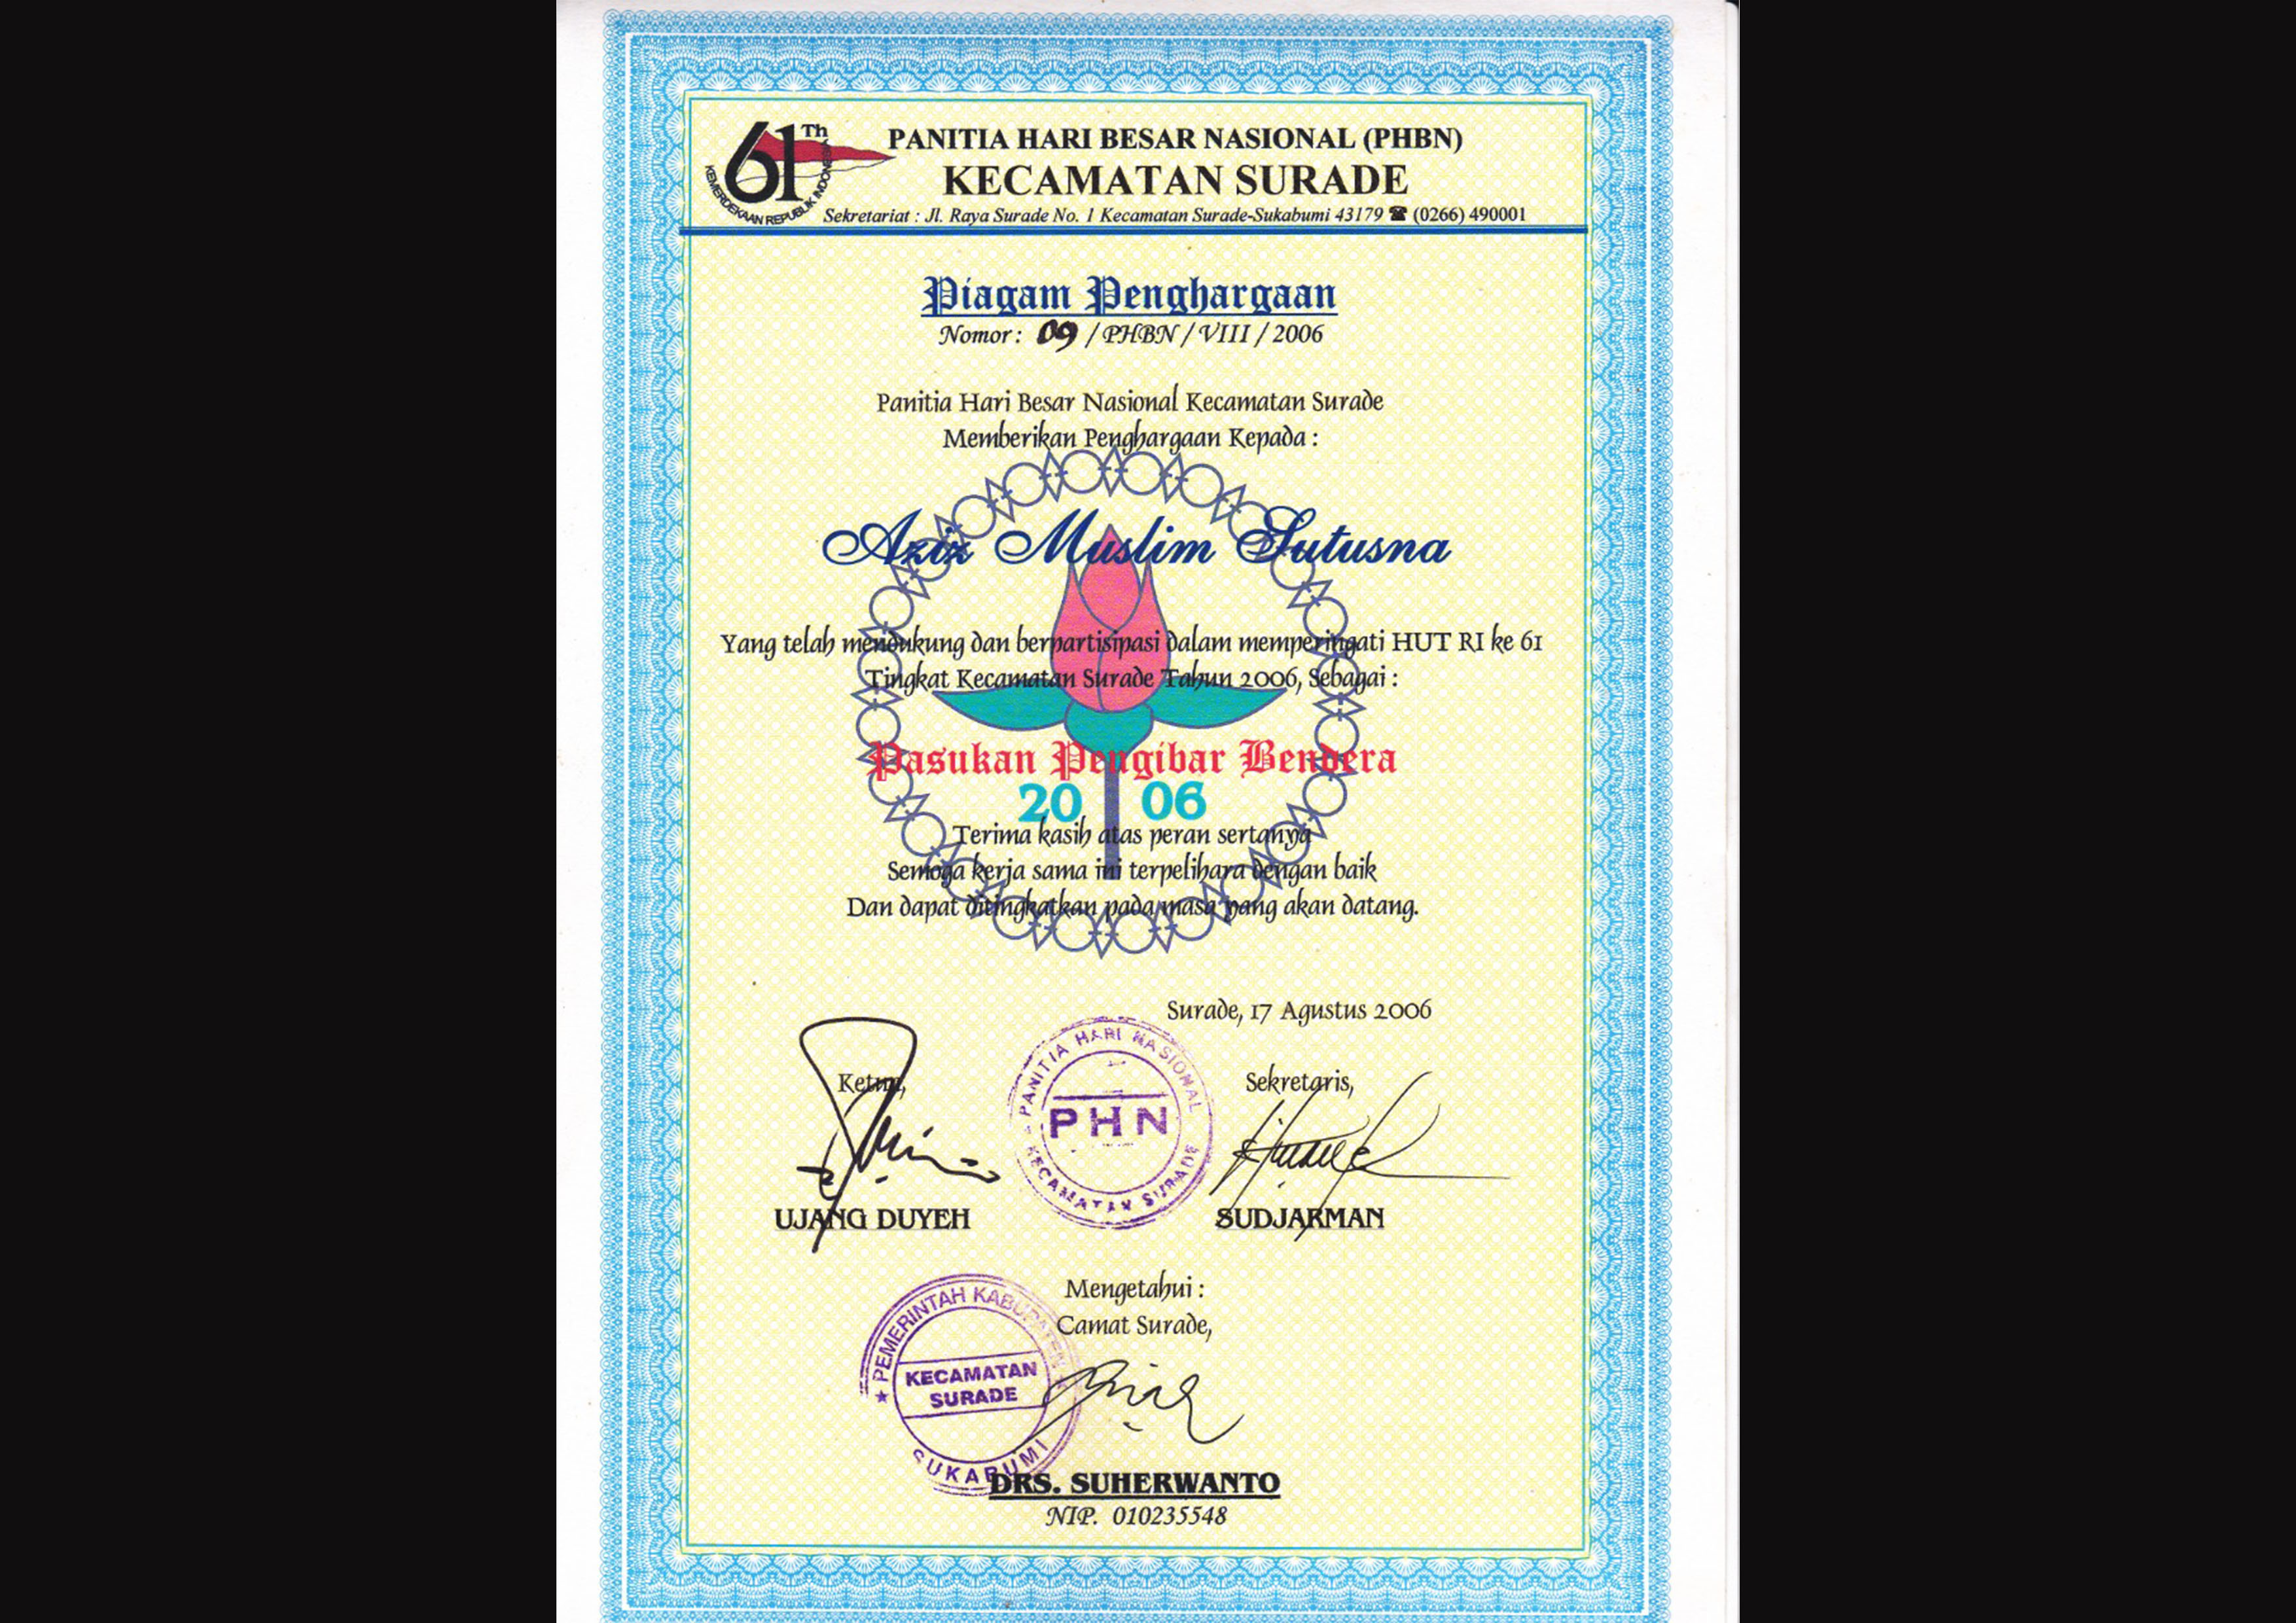 61 Th
KEMERDEKAAN REPUBLIK INDONESIA
PANITIA HARI BESAR NASIONAL (PHBN)
KECAMATAN SURADE
Sekretariat : Jl. Raya Surade No. 1 Kecamatan Surade-Sukabumi 43179 ☎ (0266) 490001
Piagam Penghargaan
Nomor : 09 / PHBN / VIII / 2006
Panitia Hari Besar Nasional Kecamatan Surade
Memberikan Penghargaan Kepada :
Aziz Muslim Sutusna
Yang telah mendukung dan berpartisipasi dalam memperingati HUT RI ke 61
Tingkat Kecamatan Surade Tahun 2006, Sebagai :
Pasukan Pengibar Bendera
20 06
Terima kasih atas peran sertanya
Semoga kerja sama ini terpelihara dengan baik
Dan dapat ditingkatkan pada masa yang akan datang.
Surade, 17 Agustus 2006
Ketua,
Sekretaris,
PANITIA HARI NASIONAL
PHN
KECAMATAN SURADE
UJANG DUYEH
SUDJARMAN
Mengetahui :
Camat Surade,
PEMERINTAH KABUPATEN
KECAMATAN
SURADE
SUKABUMI
DRS. SUHERWANTO
NIP. 010235548